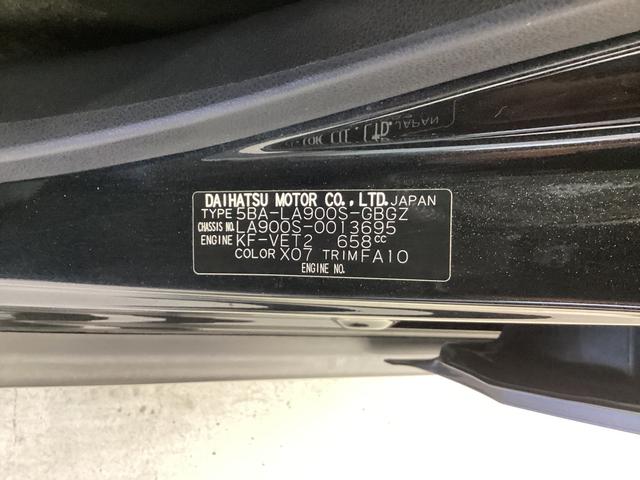 DAIHATSU MOTOR CO., LTD. JAPAN
TYPE 5BA-LA900S-GBGZ
CHASSIS NO. LA900S-0013695
ENGINE KF-VET2 658cc
COLOR X07 TRIM FA10
ENGINE NO.